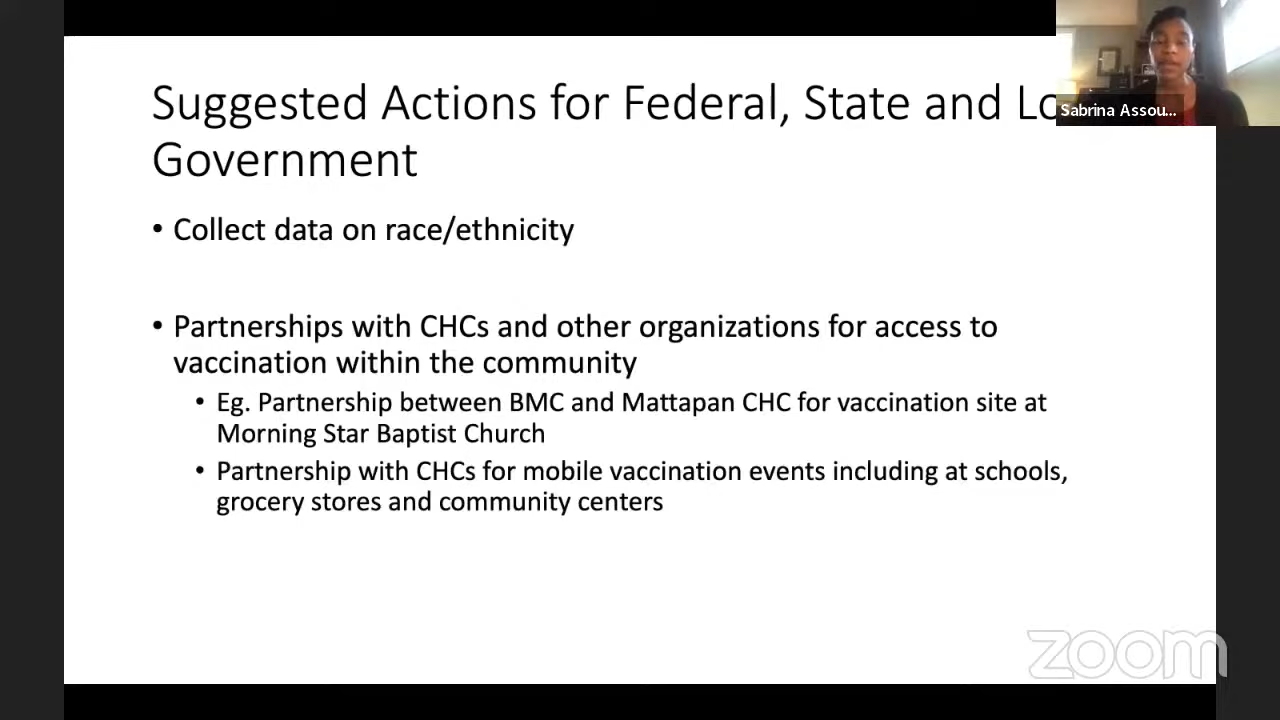 Suggested Actions for Federal, State and Lo
Government
Sabrina Assou...
• Collect data on race/ethnicity
• Partnerships with CHCs and other organizations for access to
vaccination within the community
• Eg. Partnership between BMC and Mattapan CHC for vaccination site at
Morning Star Baptist Church
• Partnership with CHCs for mobile vaccination events including at schools,
grocery stores and community centers
zoom